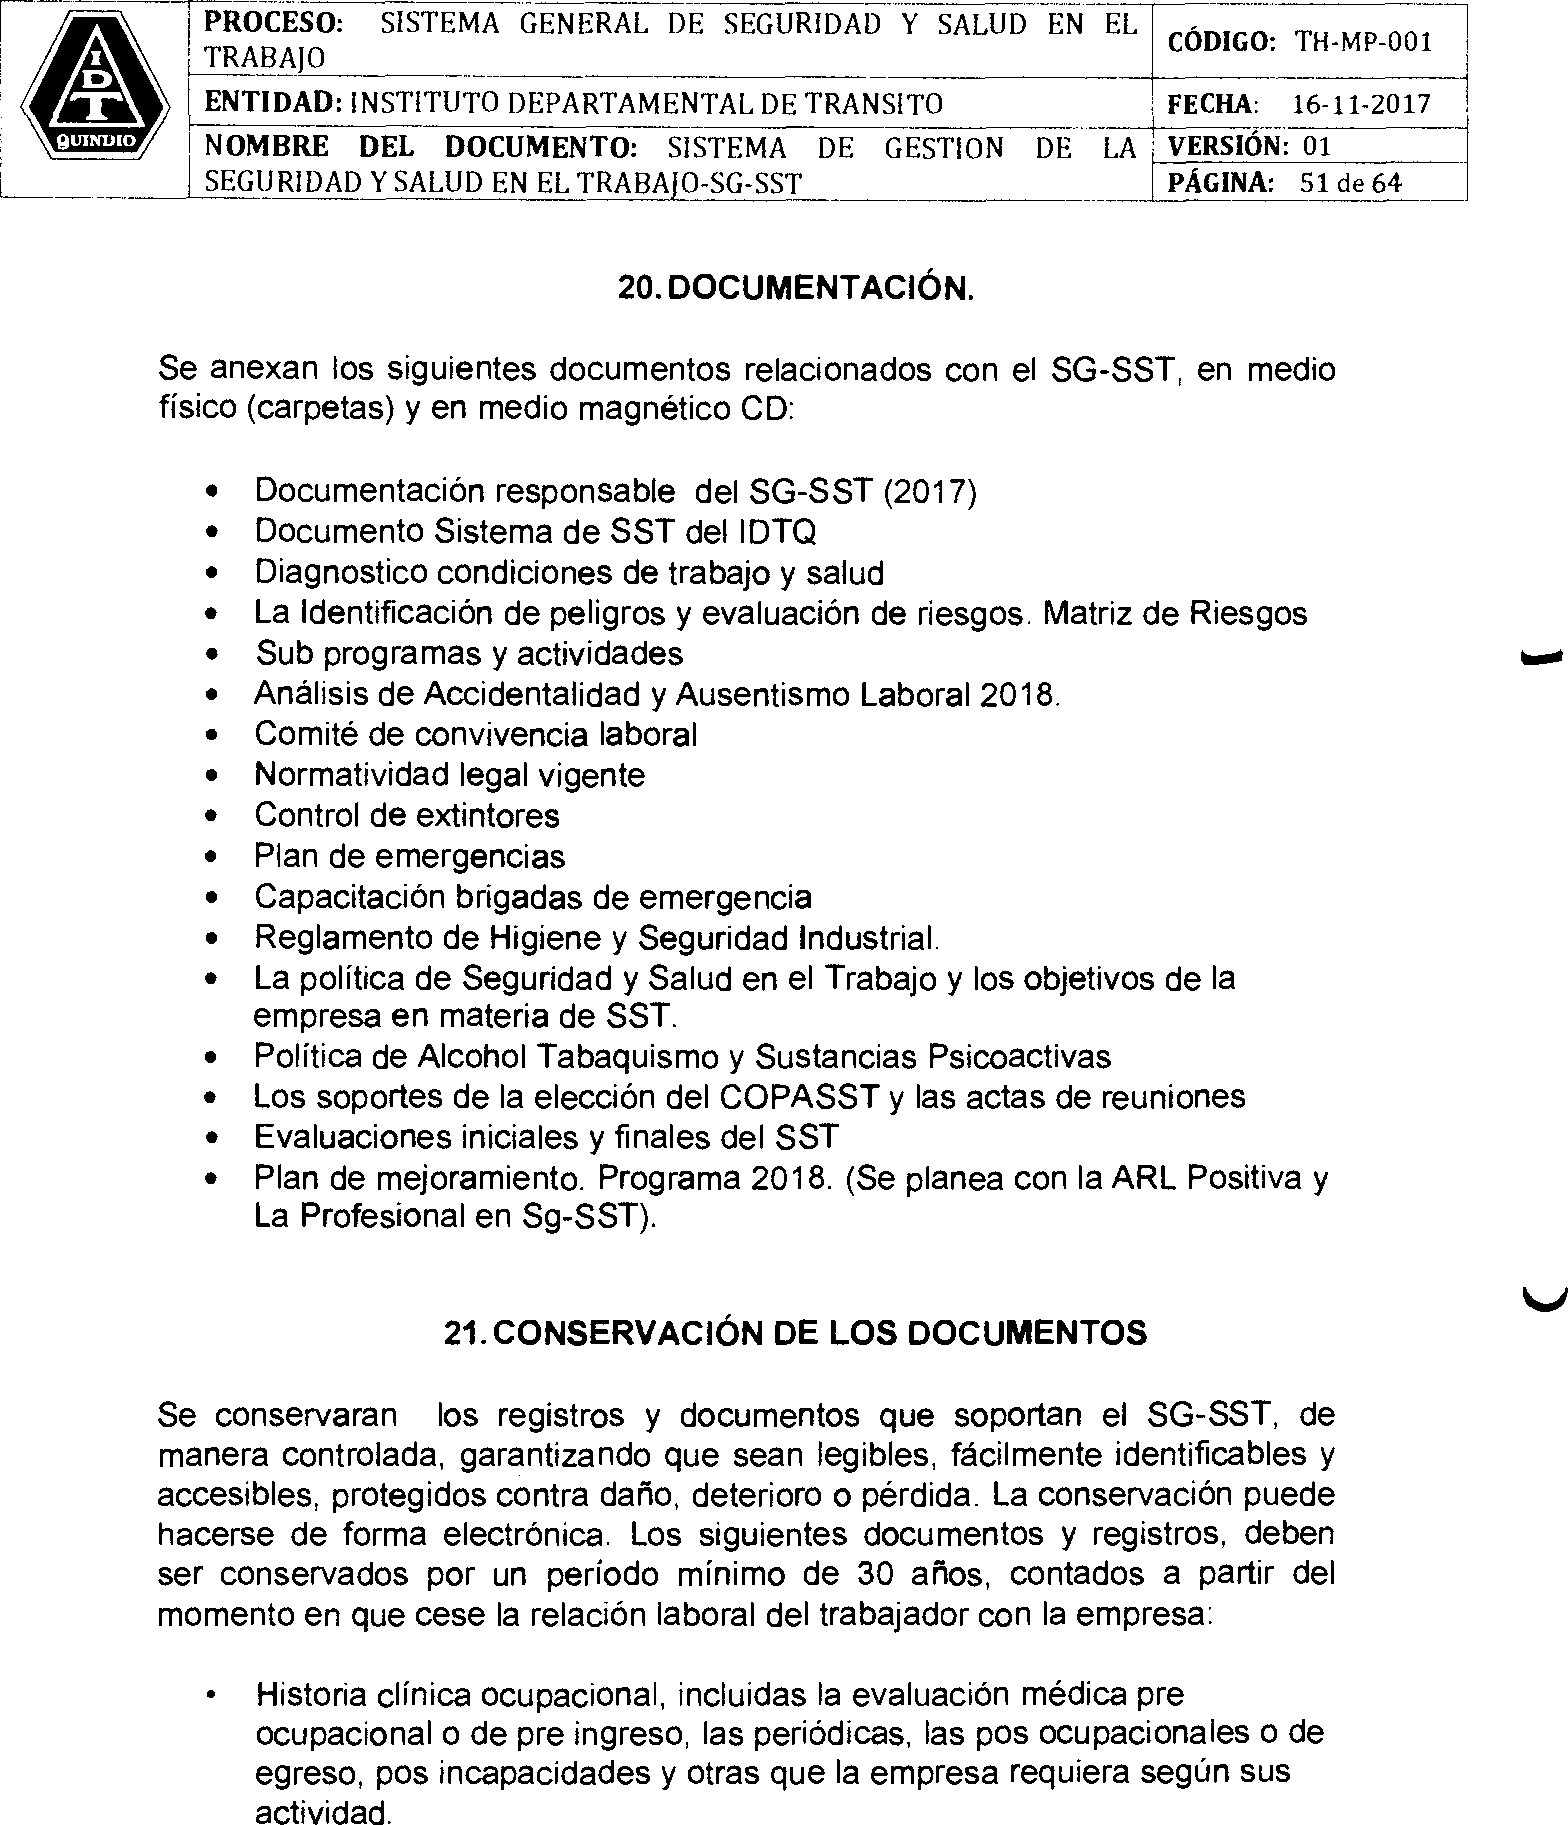 IDT
QUINDIO
PROCESO: SISTEMA GENERAL DE SEGURIDAD Y SALUD EN EL
TRABAJO
CÓDIGO: TH-MP-001
ENTIDAD: INSTITUTO DEPARTAMENTAL DE TRANSITO
FECHA: 16-11-2017
NOMBRE DEL DOCUMENTO: SISTEMA DE GESTION DE LA
SEGURIDAD Y SALUD EN EL TRABAJO-SG-SST
VERSIÓN: 01
PÁGINA: 51 de 64
20. DOCUMENTACIÓN.
Se anexan los siguientes documentos relacionados con el SG-SST, en medio
físico (carpetas) y en medio magnético CD:
• Documentación responsable del SG-SST (2017)
• Documento Sistema de SST del IDTQ
• Diagnostico condiciones de trabajo y salud
• La Identificación de peligros y evaluación de riesgos. Matriz de Riesgos
• Sub programas y actividades
• Análisis de Accidentalidad y Ausentismo Laboral 2018.
• Comité de convivencia laboral
• Normatividad legal vigente
• Control de extintores
• Plan de emergencias
• Capacitación brigadas de emergencia
• Reglamento de Higiene y Seguridad Industrial.
• La política de Seguridad y Salud en el Trabajo y los objetivos de la
empresa en materia de SST.
• Política de Alcohol Tabaquismo y Sustancias Psicoactivas
• Los soportes de la elección del COPASST y las actas de reuniones
• Evaluaciones iniciales y finales del SST
• Plan de mejoramiento. Programa 2018. (Se planea con la ARL Positiva y
La Profesional en Sg-SST).
21. CONSERVACIÓN DE LOS DOCUMENTOS
Se conservaran los registros y documentos que soportan el SG-SST, de
manera controlada, garantizando que sean legibles, fácilmente identificables y
accesibles, protegidos contra daño, deterioro o pérdida. La conservación puede
hacerse de forma electrónica. Los siguientes documentos y registros, deben
ser conservados por un período mínimo de 30 años, contados a partir del
momento en que cese la relación laboral del trabajador con la empresa:
• Historia clínica ocupacional, incluidas la evaluación médica pre
ocupacional o de pre ingreso, las periódicas, las pos ocupacionales o de
egreso, pos incapacidades y otras que la empresa requiera según sus
actividad.